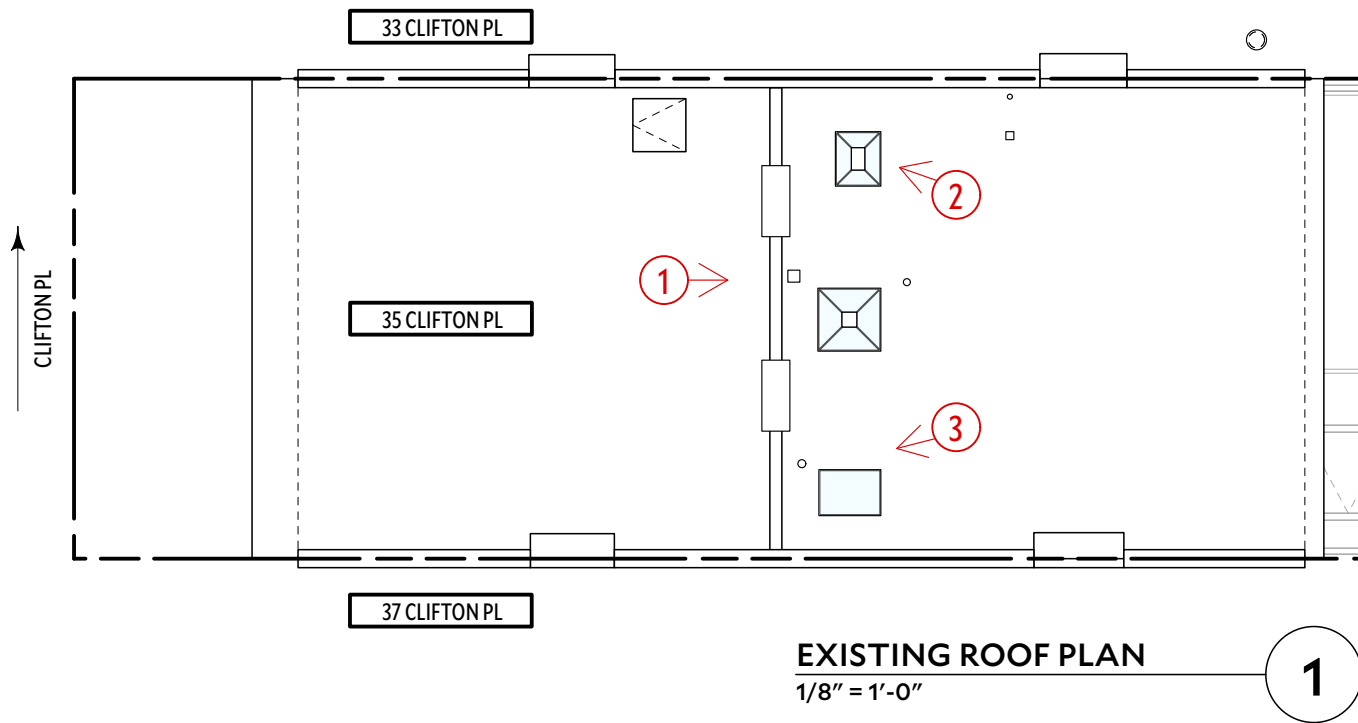 33 CLIFTON PL
2
1
CLIFTON PL
35 CLIFTON PL
3
37 CLIFTON PL
EXISTING ROOF PLAN
1/8" = 1'-0"
1